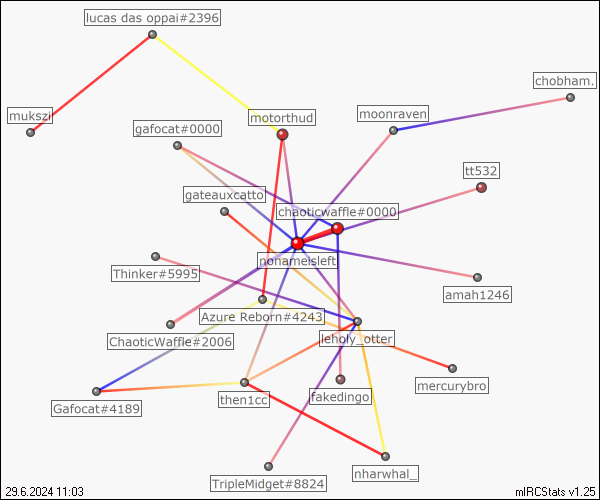 lucas das oppai#2396
chobham.
mukszi
motorthud
moonraven
gafocat#0000
tt532
gateauxcatto
chaoticwaffle#0000
nonameisleft
Thinker#5995
amah1246
Azure Reborn#4243
ChaoticWaffle#2006
leholy_otter
mercurybro
fakedingo
then1cc
Gafocat#4189
nharwhal_
TripleMidget#8824
29.6.2024 11:03
mIRCStats v1.25